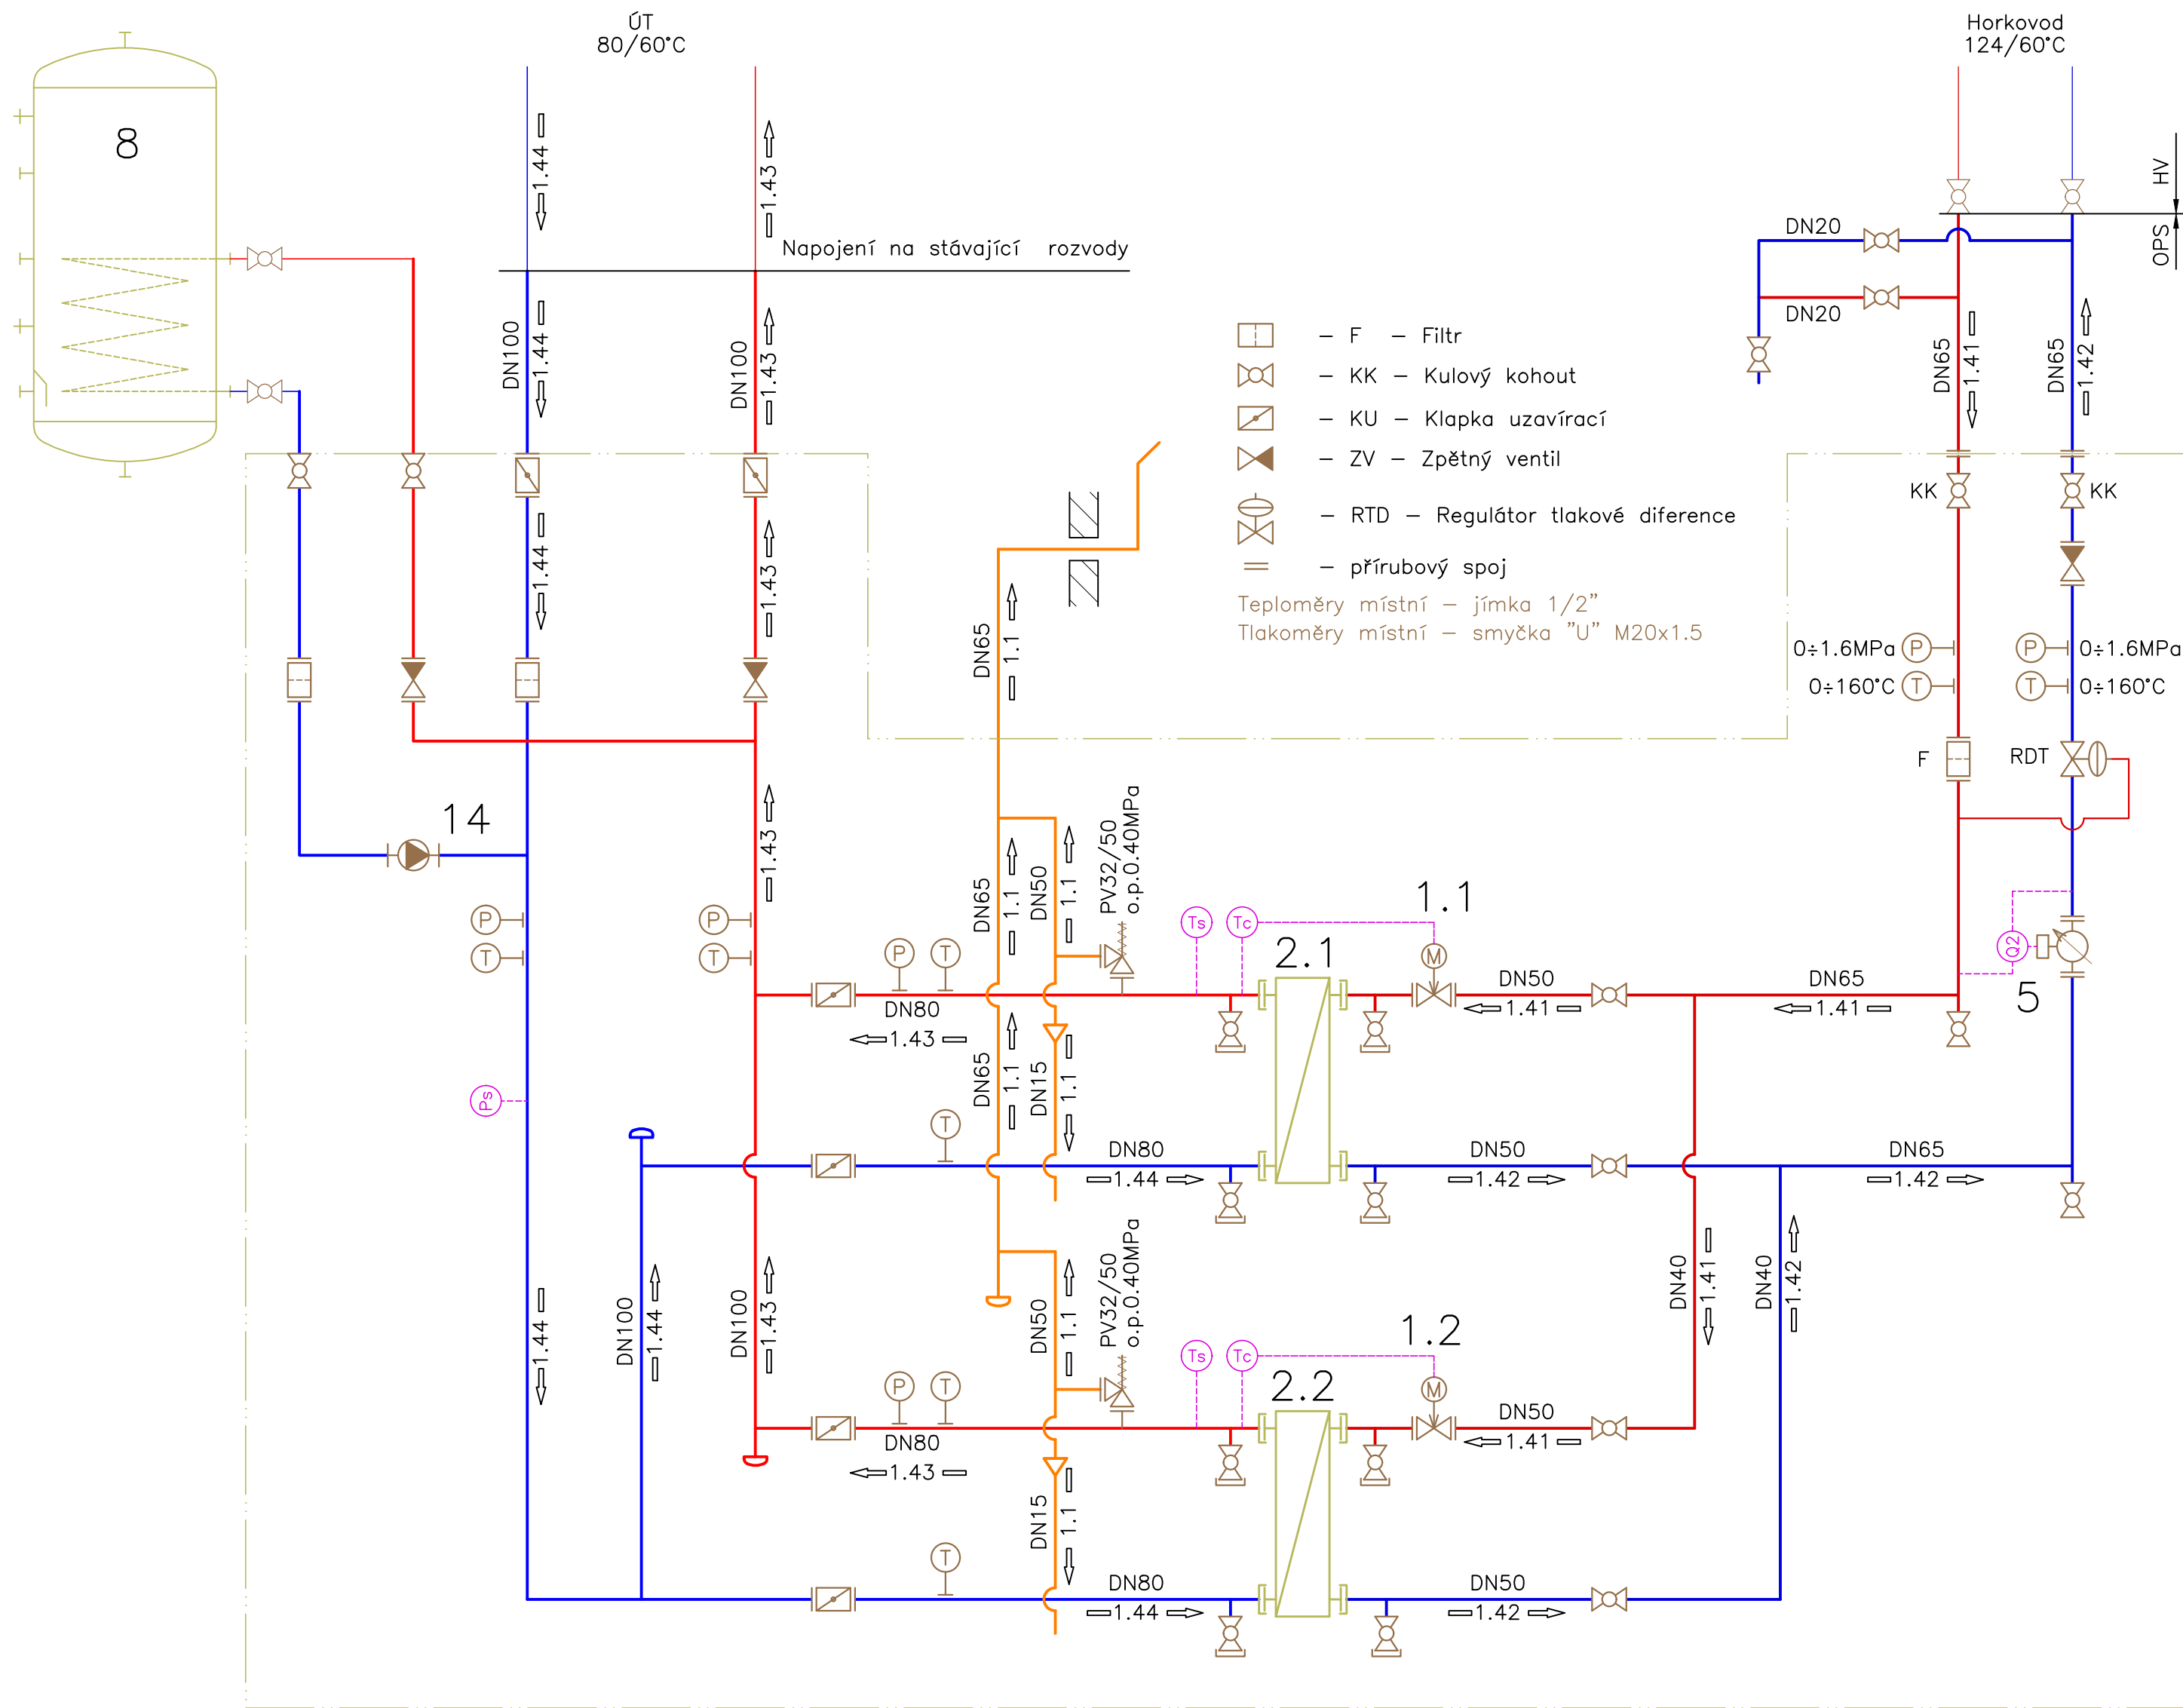 ÚT
80/60°C
Horkovod
124/60°C
8
1.44
1.43
HV
OPS
DN20
DN20
Napojení na stávající rozvody
DN100
1.44
DN100
1.43
DN65
1.41
DN65
1.42
– F – Filtr
– KK – Kulový kohout
– KU – Klapka uzavírací
– ZV – Zpětný ventil
– RTD – Regulátor tlakové diference
– přírubový spoj
Teploměry místní – jímka 1/2"
Tlakoměry místní – smyčka "U" M20x1.5
KK
KK
1.44
1.43
DN65
1.1
0÷1.6MPa
P
P
0÷1.6MPa
0÷160°C
T
T
0÷160°C
F
RDT
14
1.43
DN65
1.1
DN50
1.1
PV32/50
o.p.0.40MPa
P
T
P
T
P
T
Ts
Tc
1.1
2.1
M
DN50
1.41
DN65
1.41
Q2
5
DN80
1.43
DN65
1.1
DN15
1.1
Ps
T
DN80
1.44
DN50
1.42
DN65
1.42
1.44
DN100
1.44
DN100
1.43
DN50
1.1
PV32/50
o.p.0.40MPa
DN40
1.41
DN40
1.42
P
T
Ts
Tc
1.2
2.2
M
DN50
1.41
DN80
1.43
DN15
1.1
T
DN80
1.44
DN50
1.42